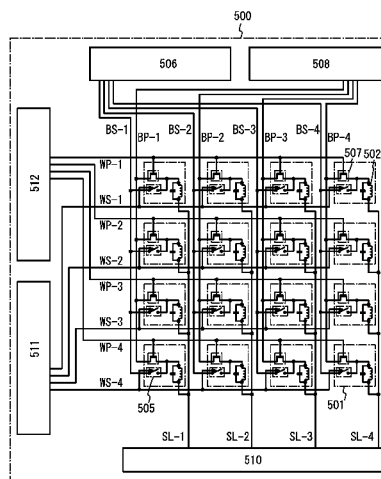 500
506
508
BS-1
BP-1
BS-2
BP-2
BS-3
BP-3
BS-4
BP-4
507
502
512
WP-1
WS-1
WP-2
WS-2
WP-3
511
WS-3
WP-4
WS-4
505
501
SL-1
SL-2
SL-3
SL-4
510